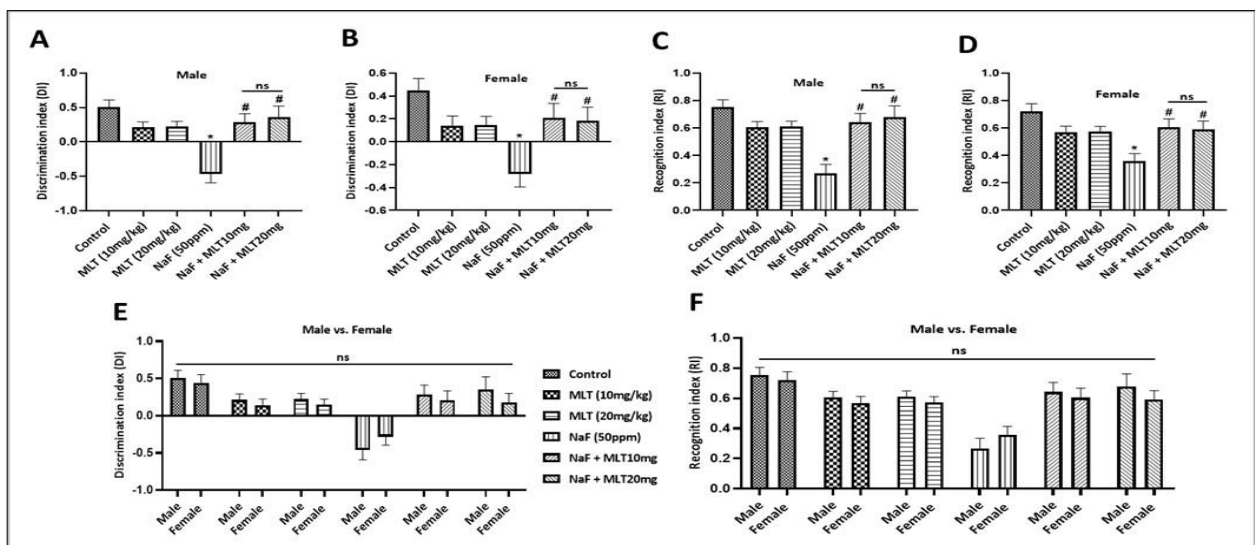 A
Male
Discrimination index (DI)
1.0
0.5
0.0
-0.5
-1.0
*
#
#
ns
Control
MLT (10mg/kg)
MLT (20mg/kg)
NaF (50ppm)
NaF + MLT10mg
NaF + MLT20mg
B
Female
Discrimination index (DI)
0.6
0.4
0.2
0.0
-0.2
-0.4
-0.6
*
#
#
ns
Control
MLT (10mg/kg)
MLT (20mg/kg)
NaF (50ppm)
NaF + MLT10mg
NaF + MLT20mg
C
Male
Recognition index (RI)
1.0
0.8
0.6
0.4
0.2
0.0
*
#
#
ns
Control
MLT (10mg/kg)
MLT (20mg/kg)
NaF (50ppm)
NaF + MLT10mg
NaF + MLT20mg
D
Female
Recognition index (RI)
1.0
0.8
0.6
0.4
0.2
0.0
*
#
#
ns
Control
MLT (10mg/kg)
MLT (20mg/kg)
NaF (50ppm)
NaF + MLT10mg
NaF + MLT20mg
E
Male vs. Female
ns
Discrimination index (DI)
1.0
0.5
0.0
-0.5
-1.0
Male
Female
Male
Female
Male
Female
Male
Female
Male
Female
Male
Female
Control
MLT (10mg/kg)
MLT (20mg/kg)
NaF (50ppm)
NaF + MLT10mg
NaF + MLT20mg
F
Male vs. Female
ns
Recognition index (RI)
1.0
0.8
0.6
0.4
0.2
0.0
Male
Female
Male
Female
Male
Female
Male
Female
Male
Female
Male
Female